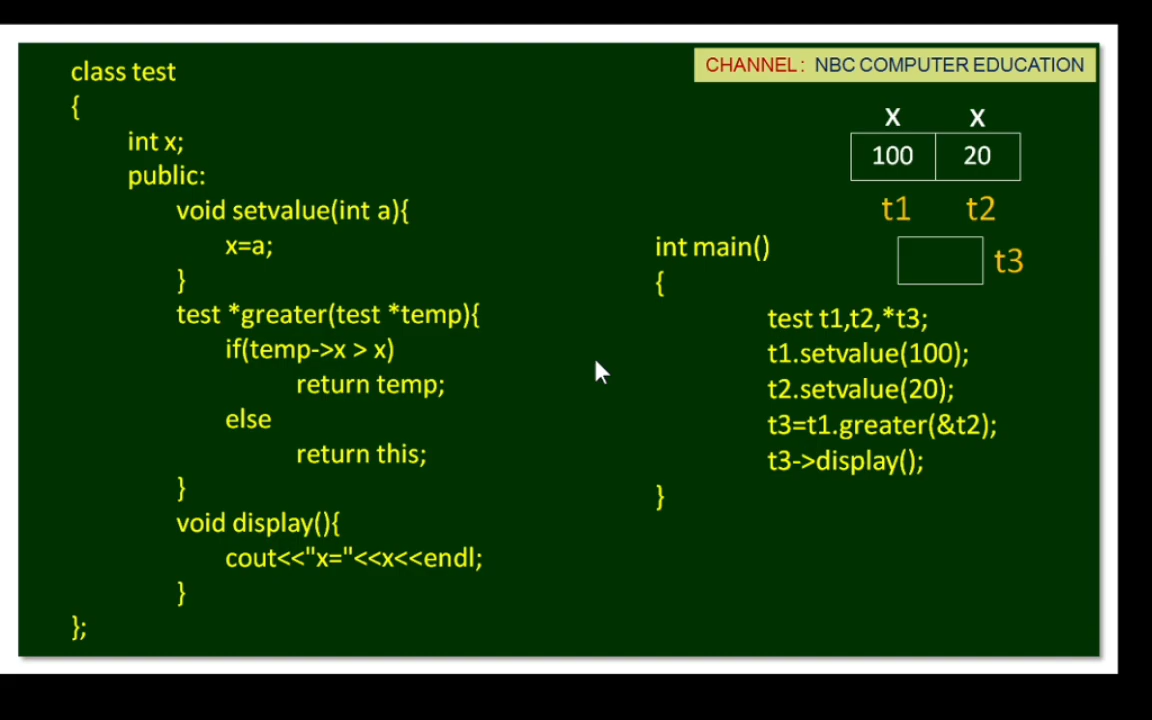 class test
{
int x;
public:
void setvalue(int a){
x=a;
}
test *greater(test *temp){
if(temp->x > x)
return temp;
else
return this;
}
void display(){
cout<<"x="<<x<<endl;
}
};
CHANNEL: NBC COMPUTER EDUCATION
x x
100 20
t1 t2
t3
int main()
{
test t1,t2,*t3;
t1.setvalue(100);
t2.setvalue(20);
t3=t1.greater(&t2);
t3->display();
}